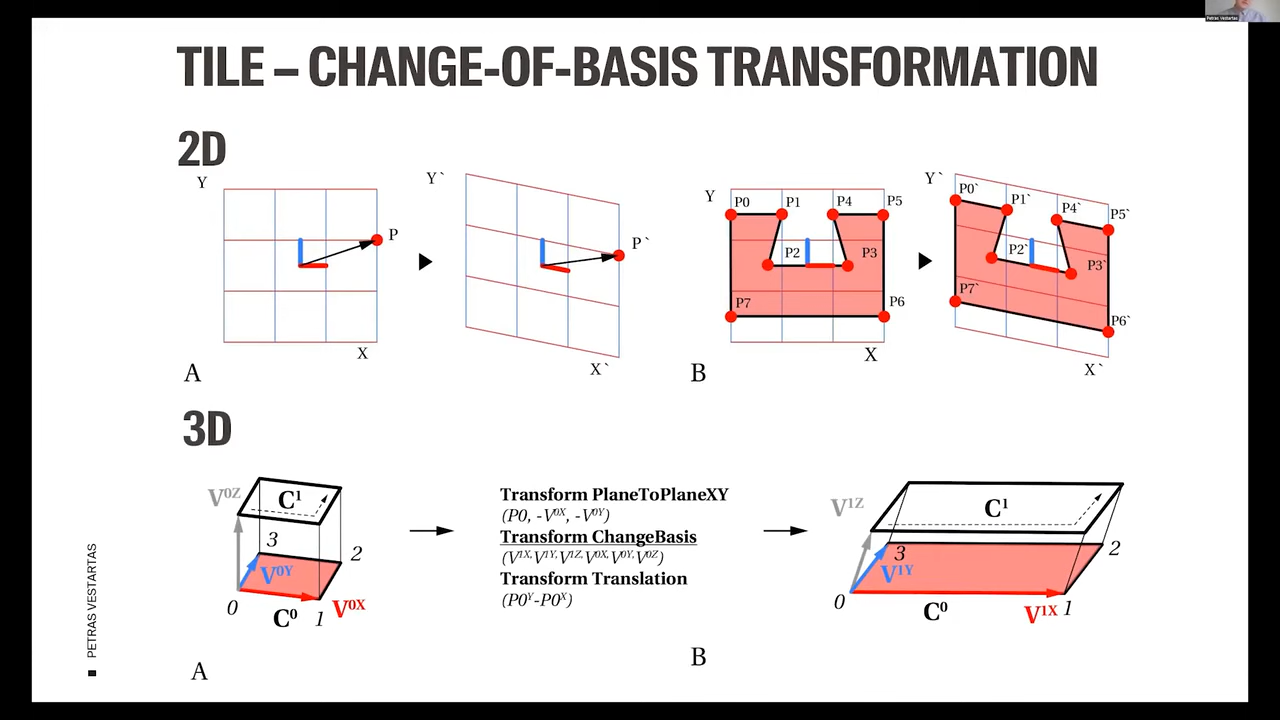 Petras Vestartas
TILE – CHANGE-OF-BASIS TRANSFORMATION
2D
Y
P
X
A
Y`
P`
X`
Y
P0
P1
P4
P5
P2
P3
P7
P6
X
B
Y`
P0`
P1`
P4`
P5`
P2`
P3`
P7`
P6`
X`
3D
V0Z
C1
3
2
V0Y
0
C0
1
V0X
A
Transform PlaneToPlaneXY
(P0, -V0X, -V0Y)
Transform ChangeBasis
(V1X,V1Y,V1Z,V0X,V0Y,V0Z)
Transform Translation
(P0Y-P0X)
B
V1Z
C1
3
2
V1Y
0
C0
V1X
1
PETRAS VESTARTAS